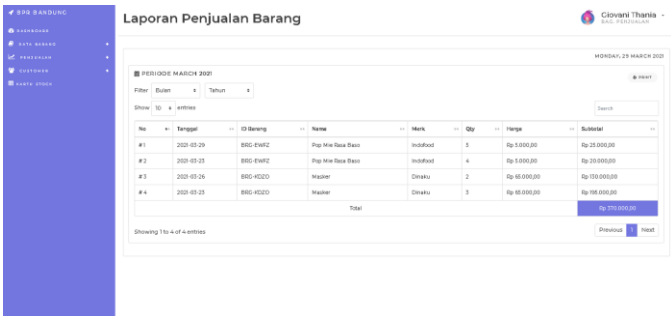 BPR BANDUNG
DASHBOARD
DATA BARANG
PENJUALAN
CUSTOMER
KARTU STOCK
Laporan Penjualan Barang
Giovani Thania
BAG. PENJUALAN
MONDAY, 29 MARCH 2021
PERIODE MARCH 2021
PRINT
Filter Bulan Tahun
Show 10 entries
Search
No Tanggal ID Barang Nama Merk Qty Harga Subtotal
# 1 2021-03-29 BRG-EWRZ Pop Mie Rasa Baso Indofood 5 Rp 5.000,00 Rp 25.000,00
# 2 2021-03-23 BRG-EWRZ Pop Mie Rasa Baso Indofood 4 Rp 5.000,00 Rp 20.000,00
# 3 2021-03-26 BRG-KDZO Masker Dinaku 2 Rp 65.000,00 Rp 130.000,00
# 4 2021-03-23 BRG-KDZO Masker Dinaku 3 Rp 65.000,00 Rp 195.000,00
Total Rp 370.000,00
Showing 1 to 4 of 4 entries
Previous 1 Next